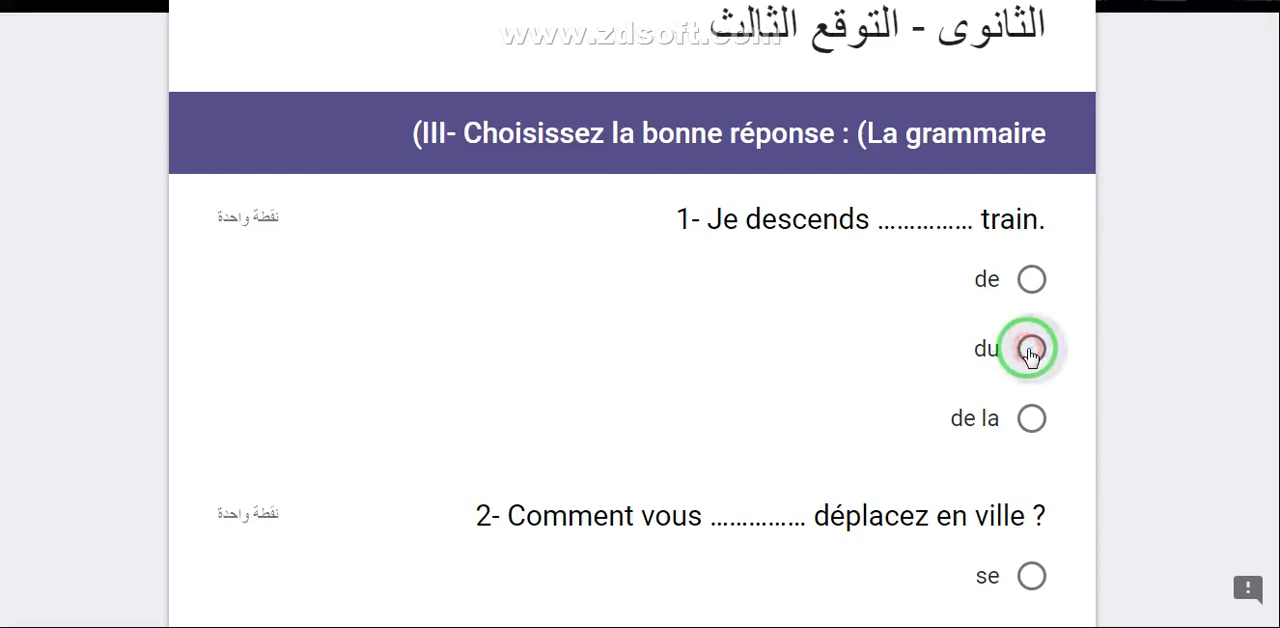 الثانوى - التوقع الثالث
www.zdsoft.com
(III- Choisissez la bonne réponse : (La grammaire
نقطة واحدة
1- Je descends ............... train.
de
du
de la
نقطة واحدة
2- Comment vous ............... déplacez en ville ?
se